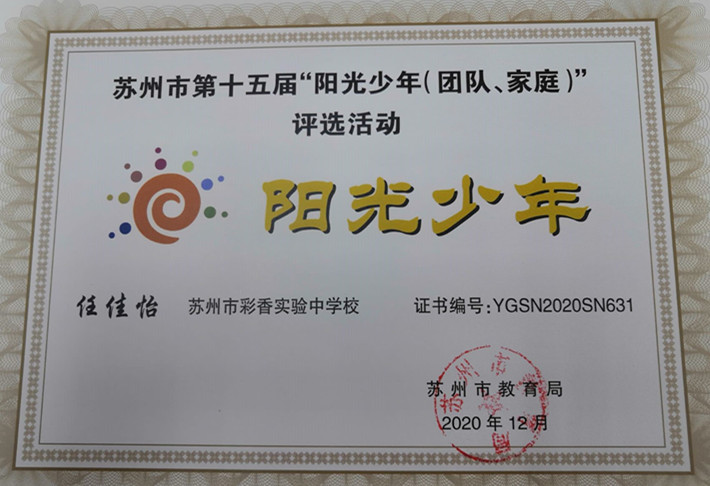 苏州市第十五届“阳光少年(团队、家庭)”
评选活动
阳光少年
任佳怡 苏州市彩香实验中学校 证书编号:YGSN2020SN631
苏州市教育局
2020年12月